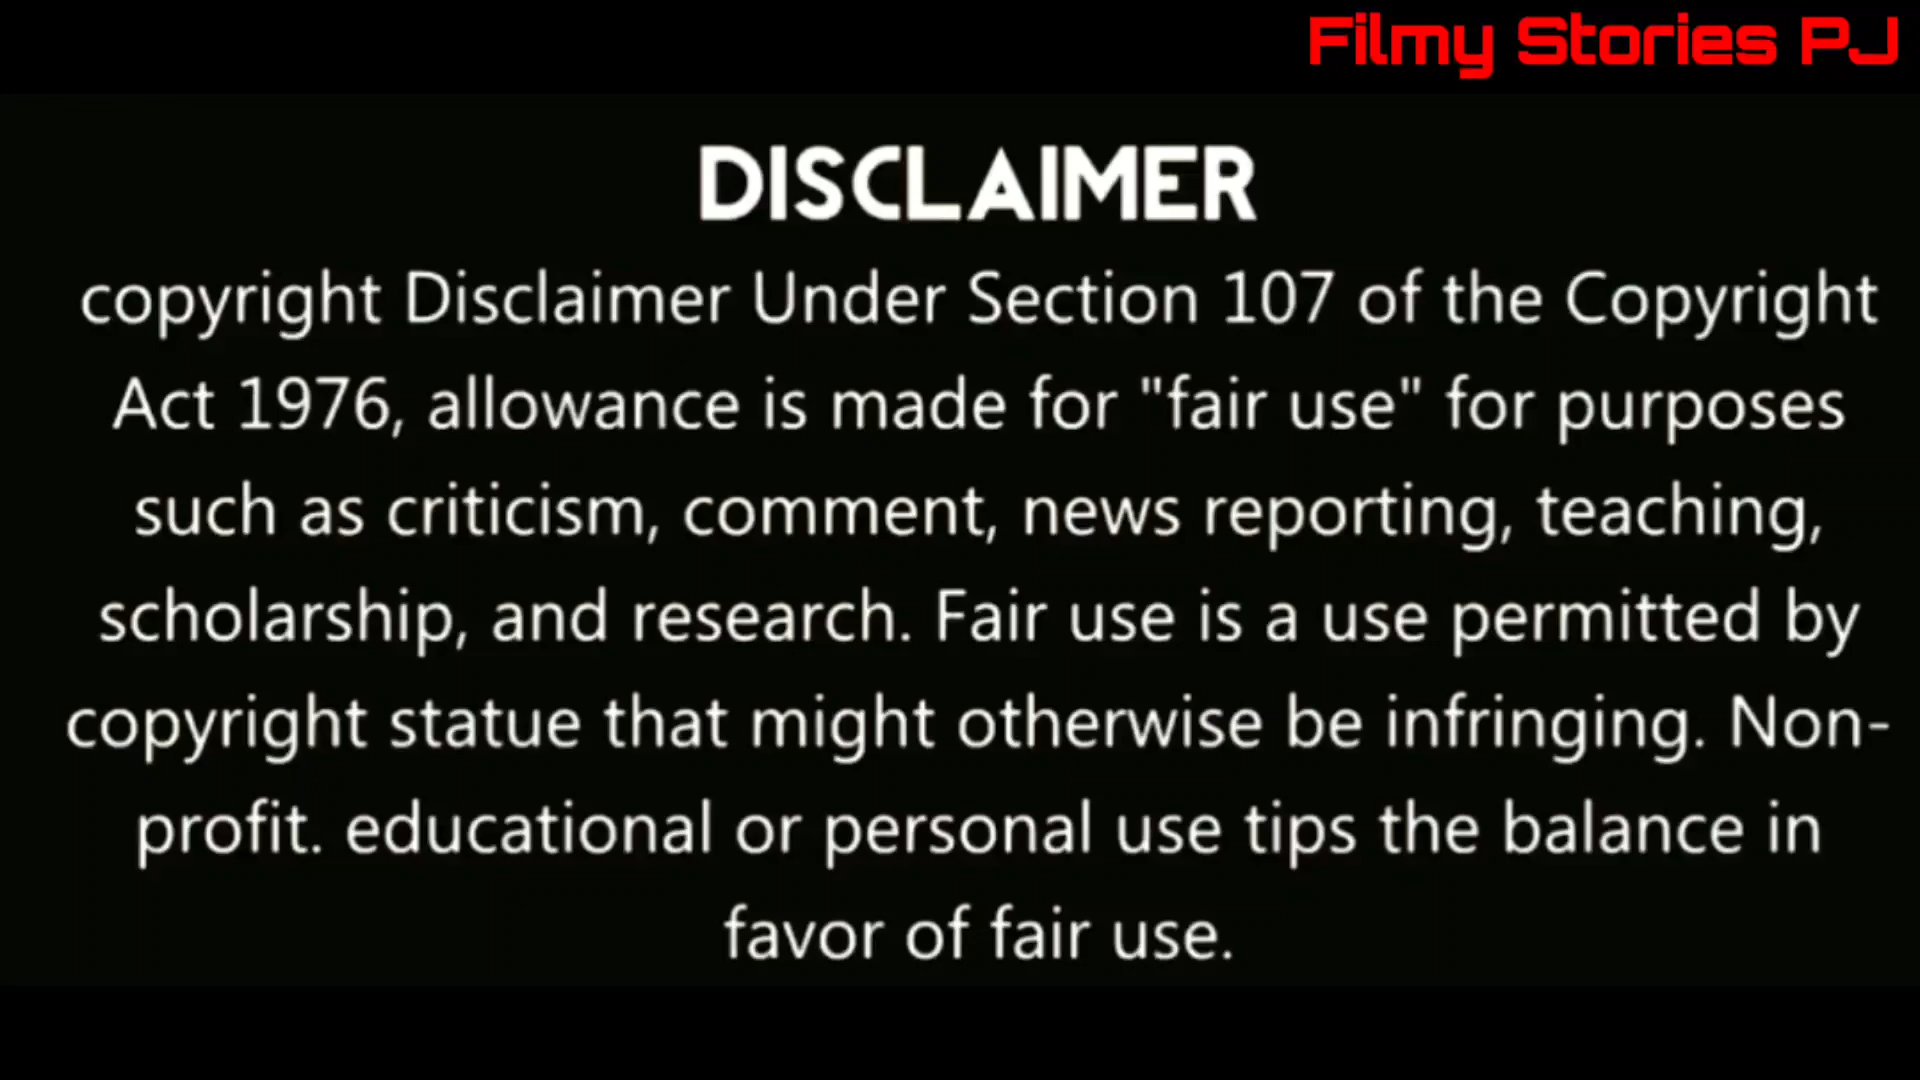 Filmy Stories PJ
DISCLAIMER
copyright Disclaimer Under Section 107 of the Copyright
Act 1976, allowance is made for "fair use" for purposes
such as criticism, comment, news reporting, teaching,
scholarship, and research. Fair use is a use permitted by
copyright statue that might otherwise be infringing. Non-
profit. educational or personal use tips the balance in
favor of fair use.